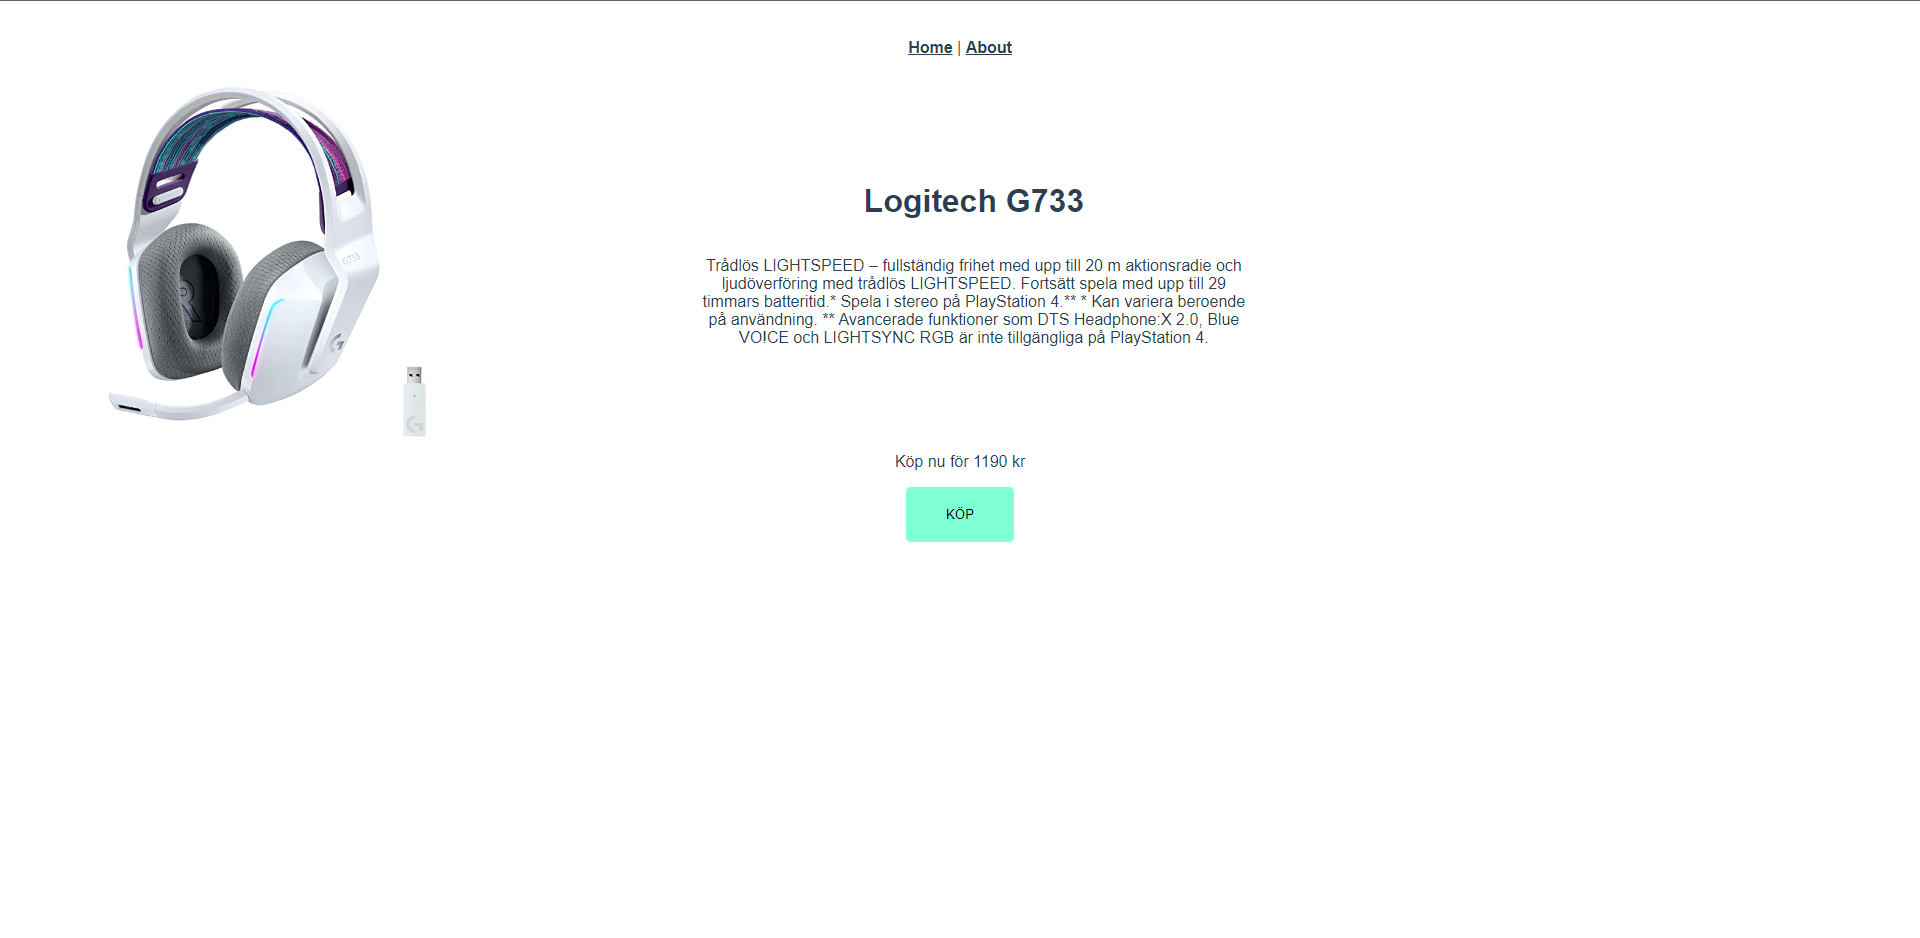 Home | About
G733
R
Logitech G733
Trådlös LIGHTSPEED – fullständig frihet med upp till 20 m aktionsradie och
ljudöverföring med trådlös LIGHTSPEED. Fortsätt spela med upp till 29
timmars batteritid.* Spela i stereo på PlayStation 4.** * Kan variera beroende
på användning. ** Avancerade funktioner som DTS Headphone:X 2.0, Blue
VO!CE och LIGHTSYNC RGB är inte tillgängliga på PlayStation 4.
Köp nu för 1190 kr
KÖP